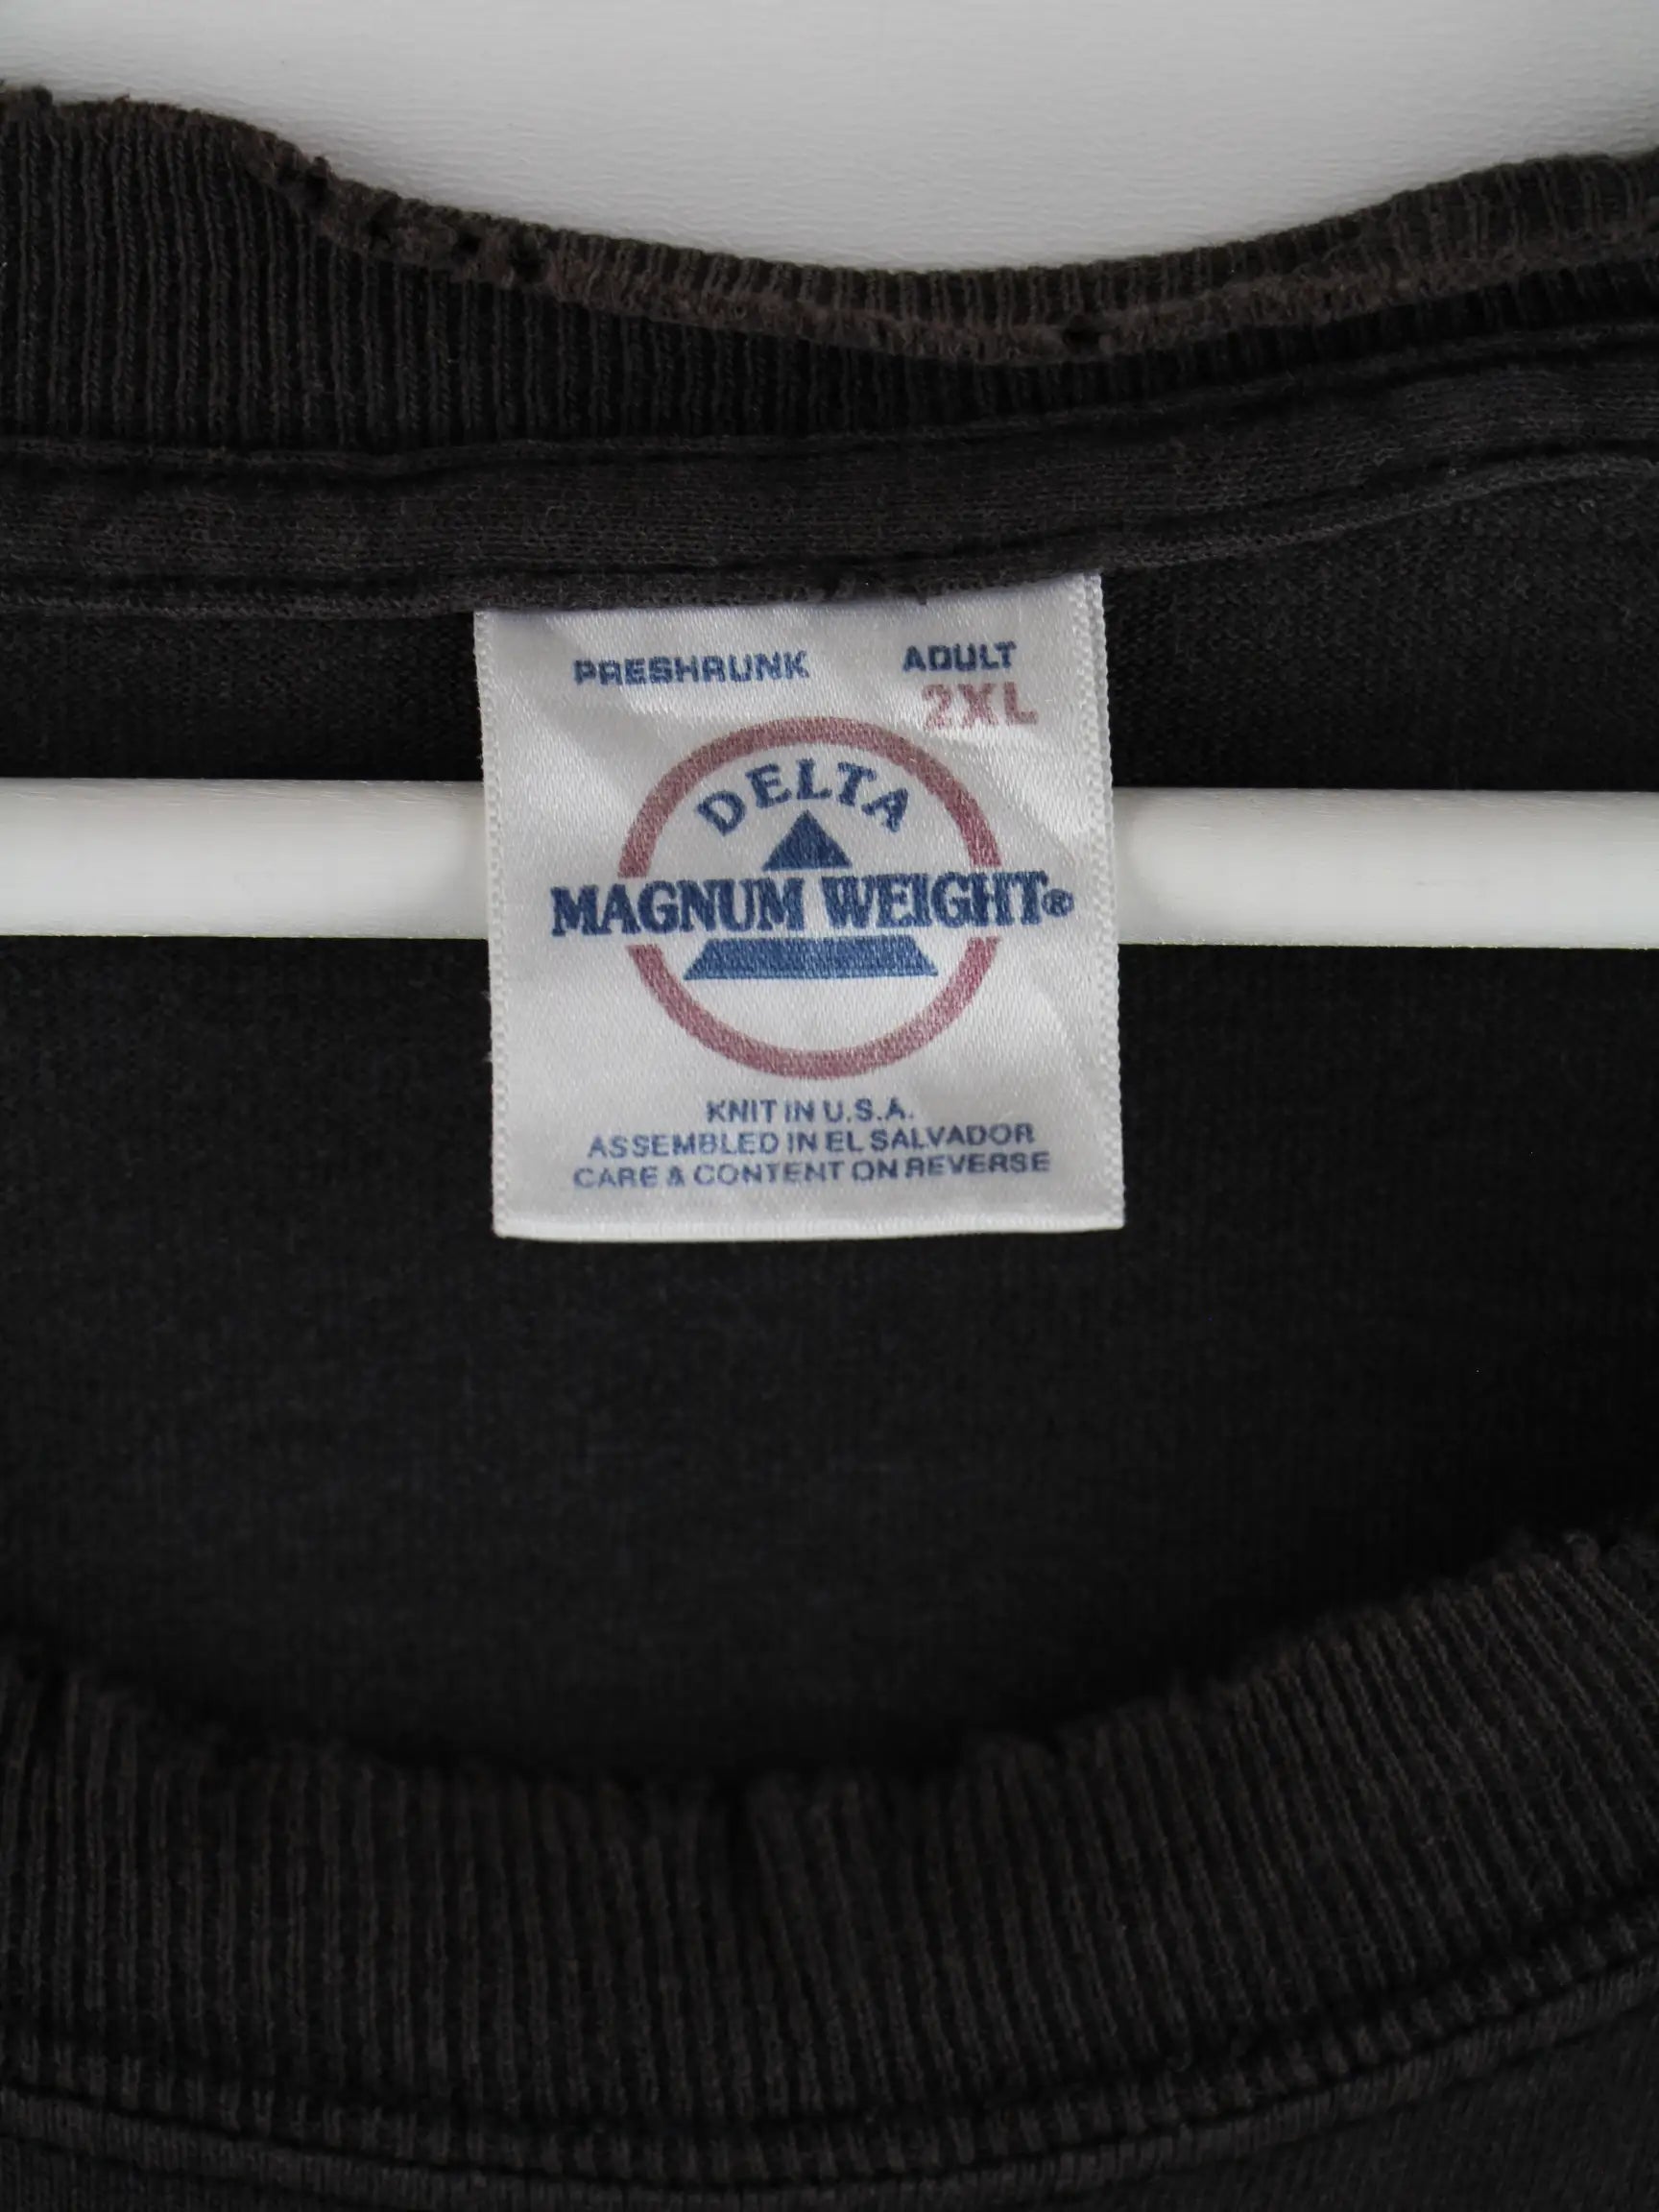 PRESHRUNK ADULT
2XL
DELTA
MAGNUM WEIGHT®
KNIT IN U.S.A.
ASSEMBLED IN EL SALVADOR
CARE & CONTENT ON REVERSE